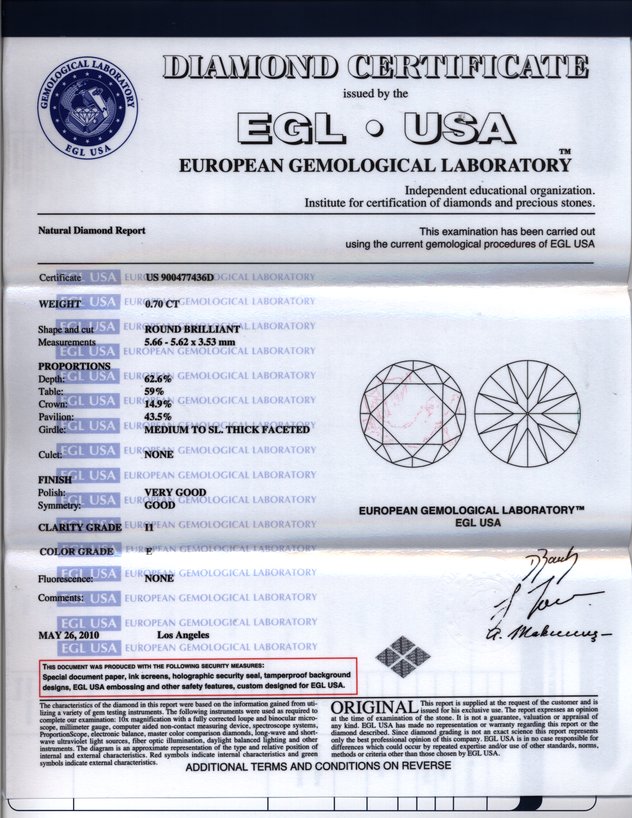 DIAMOND CERTIFICATE
issued by the
EGL • USA
EUROPEAN GEMOLOGICAL LABORATORY™
GEMOLOGICAL LABORATORY
EGL USA
Independent educational organization.
Institute for certification of diamonds and precious stones.
Natural Diamond Report
This examination has been carried out
using the current gemological procedures of EGL USA
Certificate US 900477436D
WEIGHT 0.70 CT
Shape and cut ROUND BRILLIANT
Measurements 5.66 - 5.62 x 3.53 mm
PROPORTIONS
Depth: 62.6%
Table: 59%
Crown: 14.9%
Pavilion: 43.5%
Girdle: MEDIUM TO SL. THICK FACETED
Culet: NONE
FINISH
Polish: VERY GOOD
Symmetry: GOOD
CLARITY GRADE I1
COLOR GRADE E
Fluorescence: NONE
Comments:
EGL USA EUROPEAN GEMOLOGICAL LABORATORY
MAY 26, 2010 Los Angeles
EUROPEAN GEMOLOGICAL LABORATORY™
EGL USA
THIS DOCUMENT WAS PRODUCED WITH THE FOLLOWING SECURITY MEASURES:
Special document paper, ink screens, holographic security seal, tamperproof background
designs, EGL USA embossing and other safety features, custom designed for EGL USA.
The characteristics of the diamond in this report were based on the information gained from uti-
lizing a variety of gem testing instruments. The following instruments were used required to
complete our examination: 10x magnification with a fully corrected loupe and binocular micro-
scope, millimeter gauge, computer aided non-contact measuring device, spectroscope systems,
ProportionScope, electronic balance, master color comparison diamonds, long-wave and short-
wave ultraviolet light sources, fiber optic illumination, daylight balanced lighting and other
instruments. The diagram is an approximate representation of the type and relative position of
internal and external characteristics. Red symbols indicate internal characteristics and green
symbols indicate external characteristics.
ORIGINAL This report is supplied at the request of the customer and is
issued for his exclusive use. The report expresses an opinion
at the time of examination of the stone. It is not a guarantee, valuation or appraisal of
any kind. EGL USA has made no representation or warranty regarding this report or the
diamond described. Since diamond grading is not an exact science this report represents
only the best professional opinion of this company. EGL USA is in no case responsible for
differences which could occur by repeated expertise and/or use of other standards, norms,
methods or criteria other than those chosen by EGL USA.
ADDITIONAL TERMS AND CONDITIONS ON REVERSE